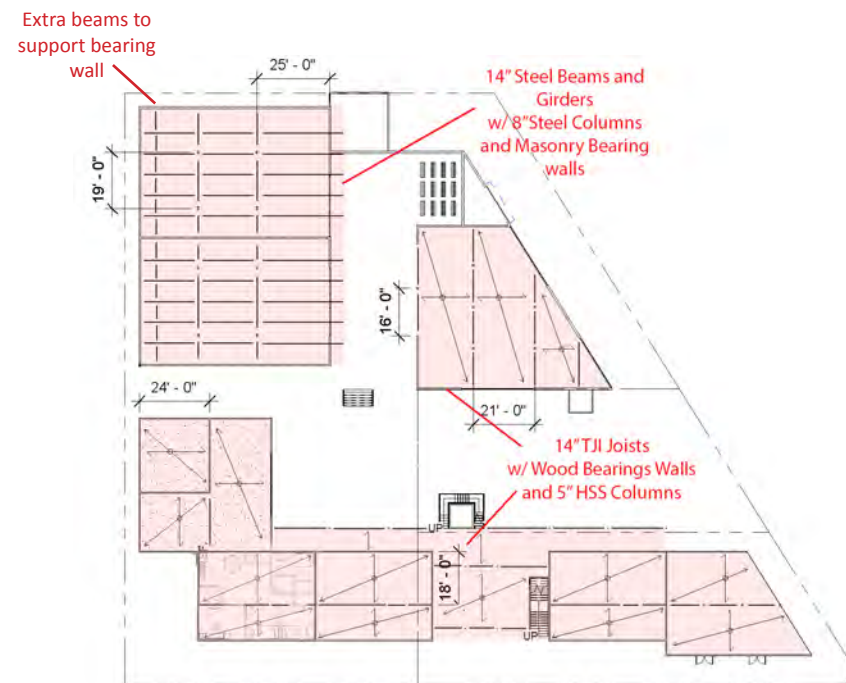 Extra beams to
support bearing
wall
25' - 0"
14" Steel Beams and
Girders
w/ 8"Steel Columns
and Masonry Bearing
walls
19' - 0"
16' - 0"
24' - 0"
21' - 0"
14" TJI Joists
w/ Wood Bearings Walls
and 5" HSS Columns
UP
18' - 0"
UP